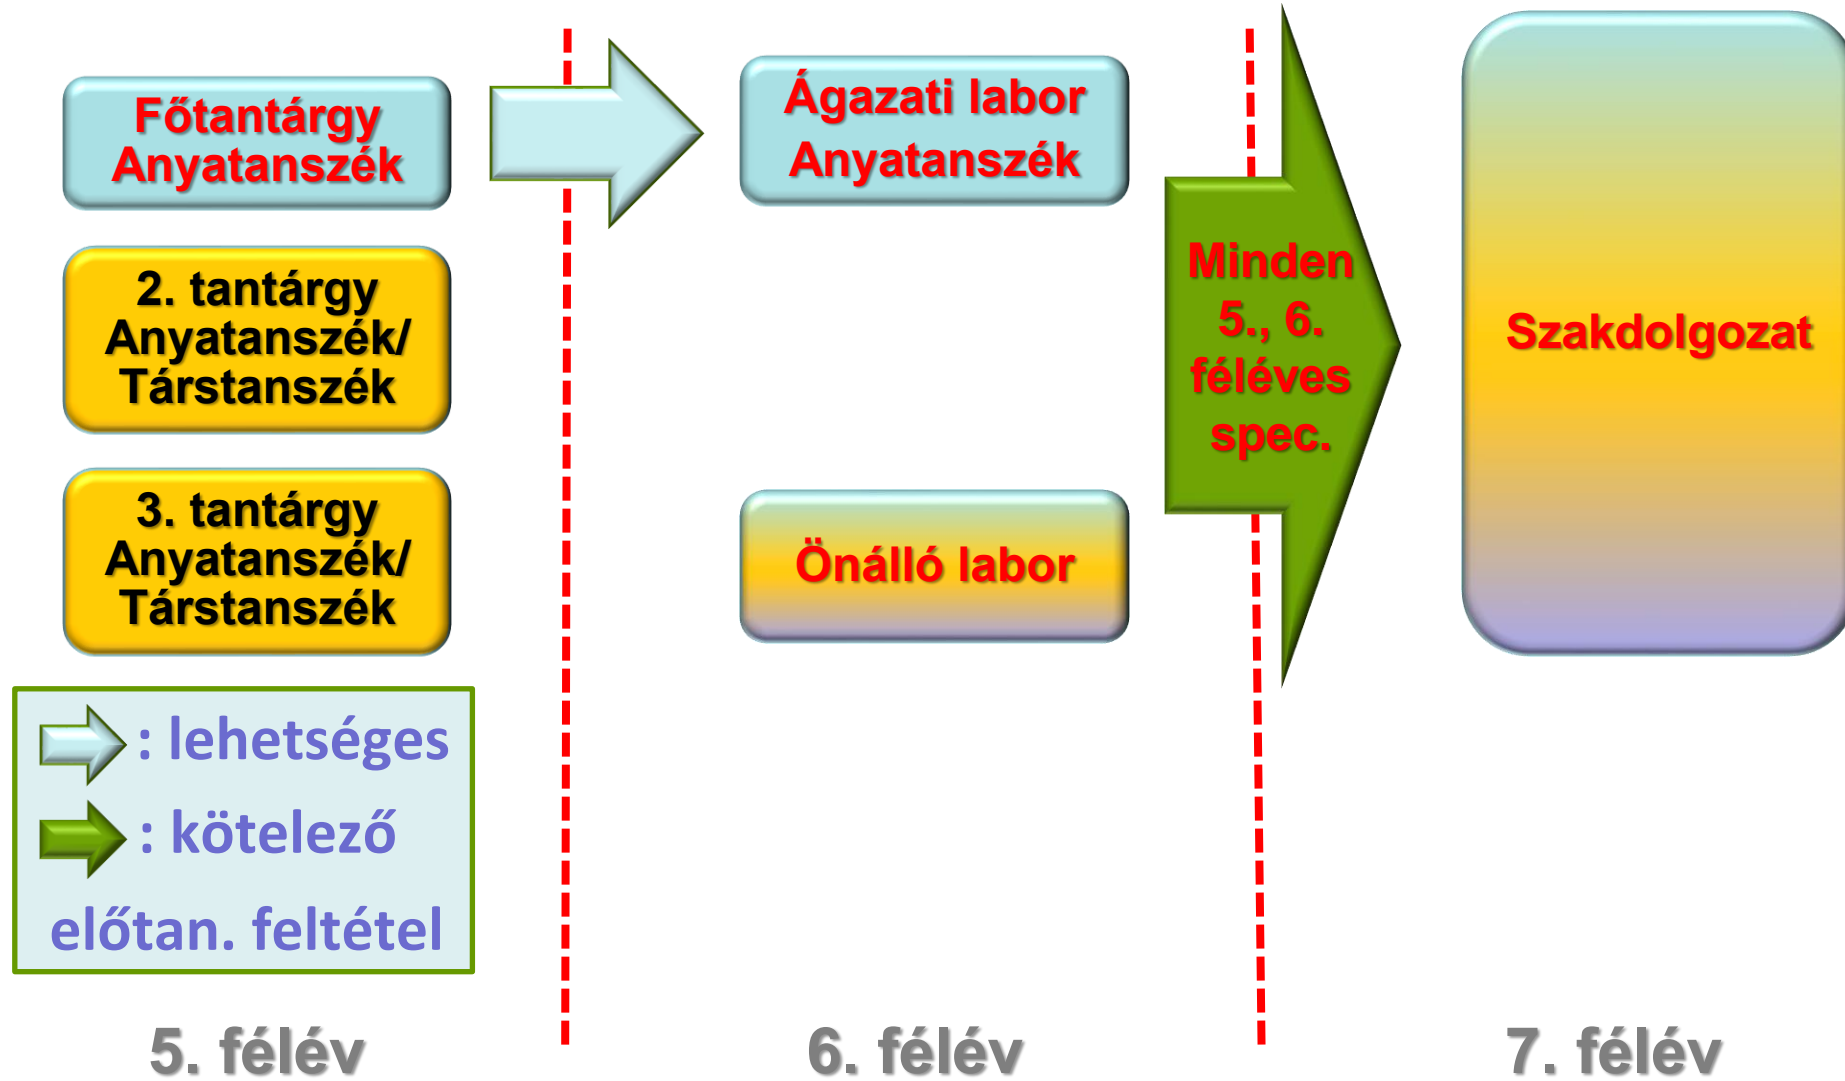 Főtantárgy
Anyatanszék
2. tantárgy
Anyatanszék/
Társtanszék
3. tantárgy
Anyatanszék/
Társtanszék
: lehetséges
: kötelező
előtan. feltétel
5. félév
Ágazati labor
Anyatanszék
Önálló labor
6. félév
Minden
5., 6.
féléves
spec.
Szakdolgozat
7. félév